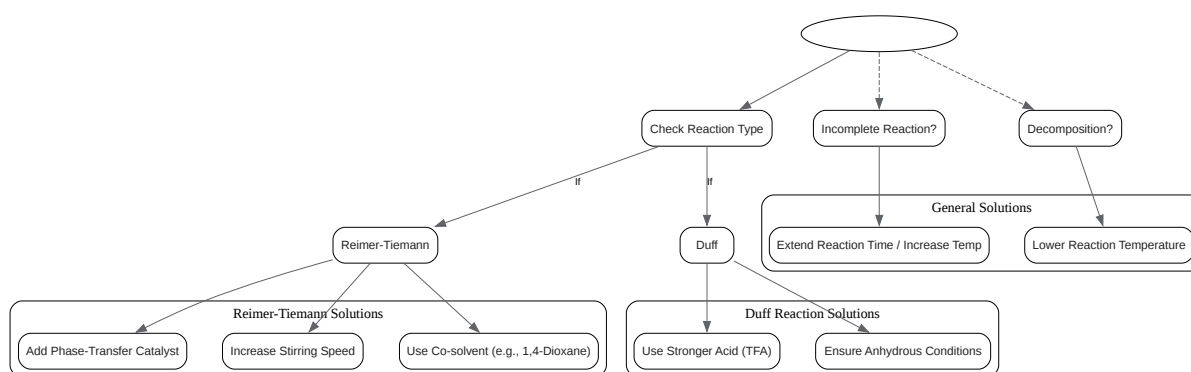 Check Reaction Type
Incomplete Reaction?
Decomposition?
If
If
General Solutions
Reimer-Tiemann
Duff
Extend Reaction Time / Increase Temp
Lower Reaction Temperature
Reimer-Tiemann Solutions
Duff Reaction Solutions
Add Phase-Transfer Catalyst
Increase Stirring Speed
Use Co-solvent (e.g., 1,4-Dioxane)
Use Stronger Acid (TFA)
Ensure Anhydrous Conditions